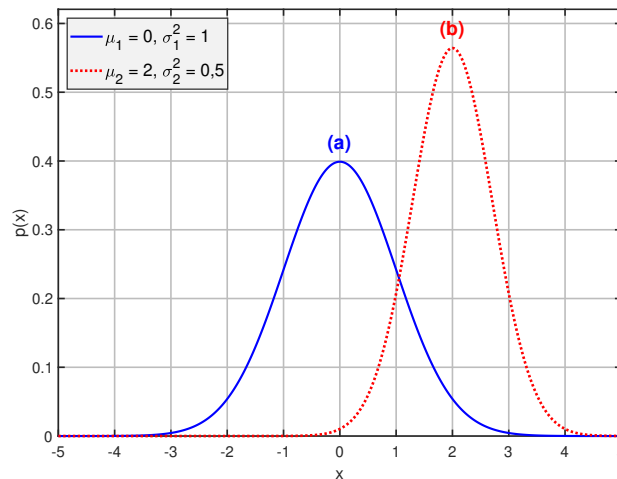 μ₁ = 0, σ₁² = 1
μ₂ = 2, σ₂² = 0,5
(a)
(b)
p(x)
0.6
0.5
0.4
0.3
0.2
0.1
0
-5 -4 -3 -2 -1 0 1 2 3 4
x